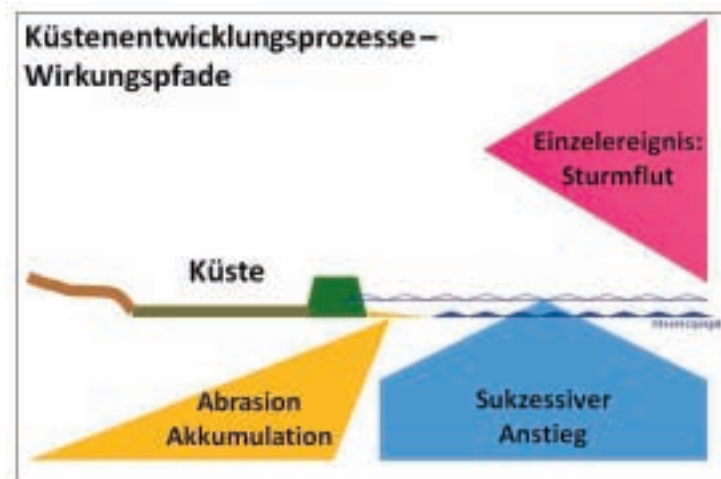 Küstenentwicklungsprozesse –
Wirkungspfade
Einzelereignis:
Sturmflut
Küste
Abrasion
Akkumulation
Sukzessiver
Anstieg